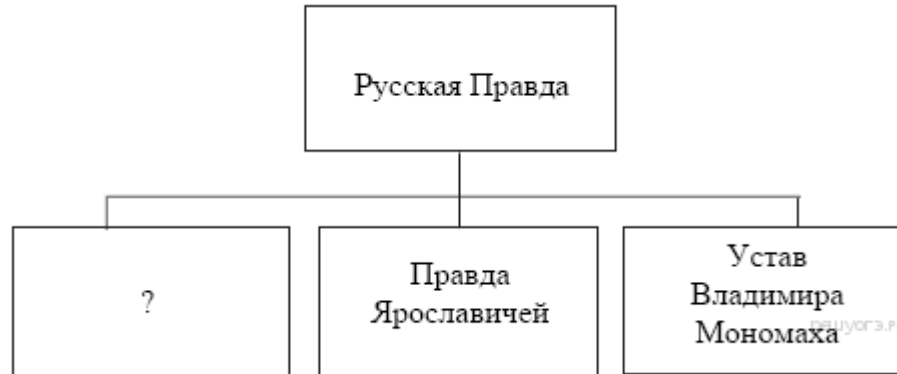 Русская Правда
?
Правда
Ярославичей
Устав
Владимира
Мономаха